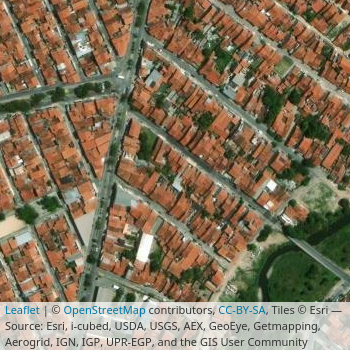 Leaflet | © OpenStreetMap contributors, CC-BY-SA, Tiles © Esri —
Source: Esri, i-cubed, USDA, USGS, AEX, GeoEye, Getmapping,
Aerogrid, IGN, IGP, UPR-EGP, and the GIS User Community